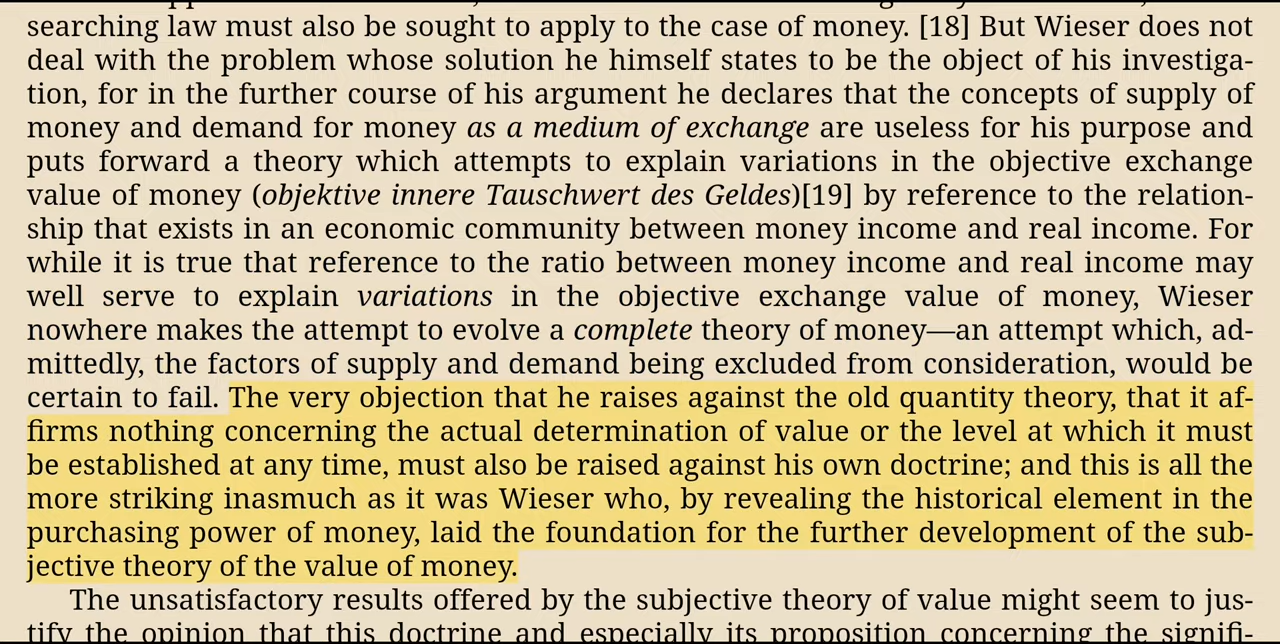 searching law must also be sought to apply to the case of money. [18] But Wieser does not
deal with the problem whose solution he himself states to be the object of his investiga-
tion, for in the further course of his argument he declares that the concepts of supply of
money and demand for money as a medium of exchange are useless for his purpose and
puts forward a theory which attempts to explain variations in the objective exchange
value of money (objektive innere Tauschwert des Geldes)[19] by reference to the relation-
ship that exists in an economic community between money income and real income. For
while it is true that reference to the ratio between money income and real income may
well serve to explain variations in the objective exchange value of money, Wieser
nowhere makes the attempt to evolve a complete theory of money—an attempt which, ad-
mittedly, the factors of supply and demand being excluded from consideration, would be
certain to fail. The very objection that he raises against the old quantity theory, that it af-
firms nothing concerning the actual determination of value or the level at which it must
be established at any time, must also be raised against his own doctrine; and this is all the
more striking inasmuch as it was Wieser who, by revealing the historical element in the
purchasing power of money, laid the foundation for the further development of the sub-
jective theory of the value of money.
The unsatisfactory results offered by the subjective theory of value might seem to jus-
tify the opinion that this doctrine and especially its proposition concerning the signifi-